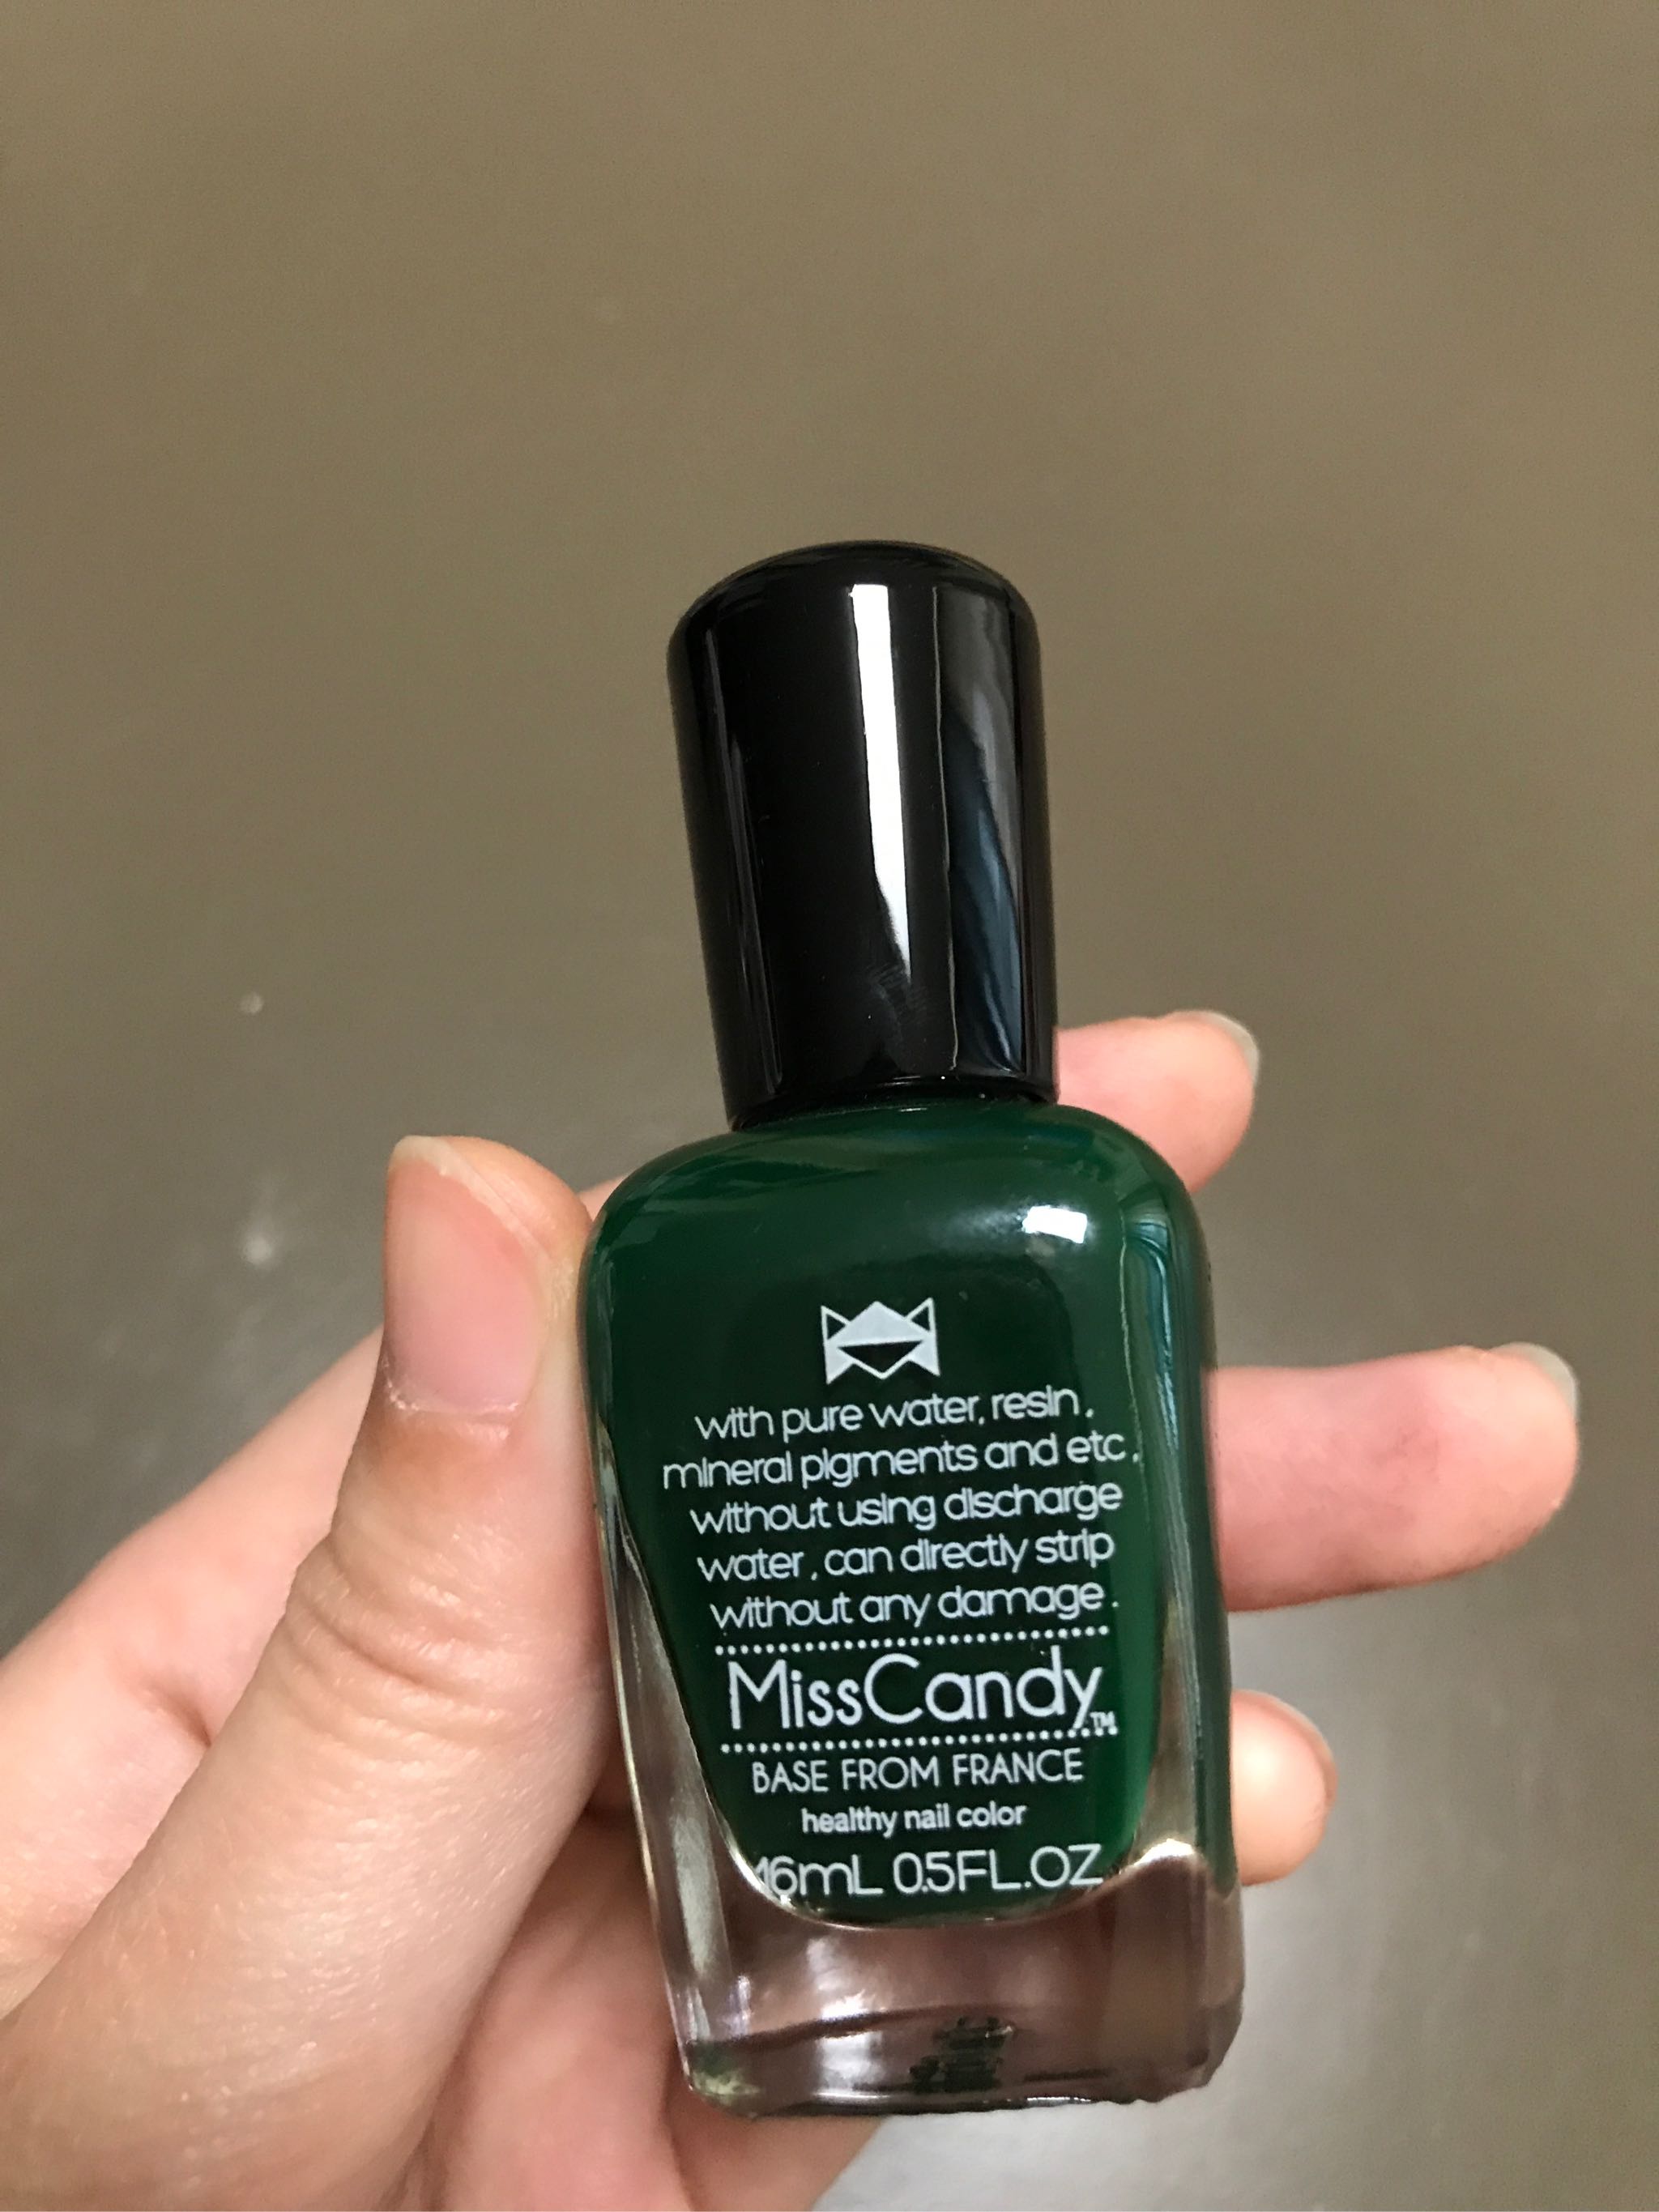 with pure water, resin,
mineral pigments and etc,
without using discharge
water, can directly strip
without any damage.
MissCandy™
BASE FROM FRANCE
healthy nail color
16mL 0.5FL.OZ